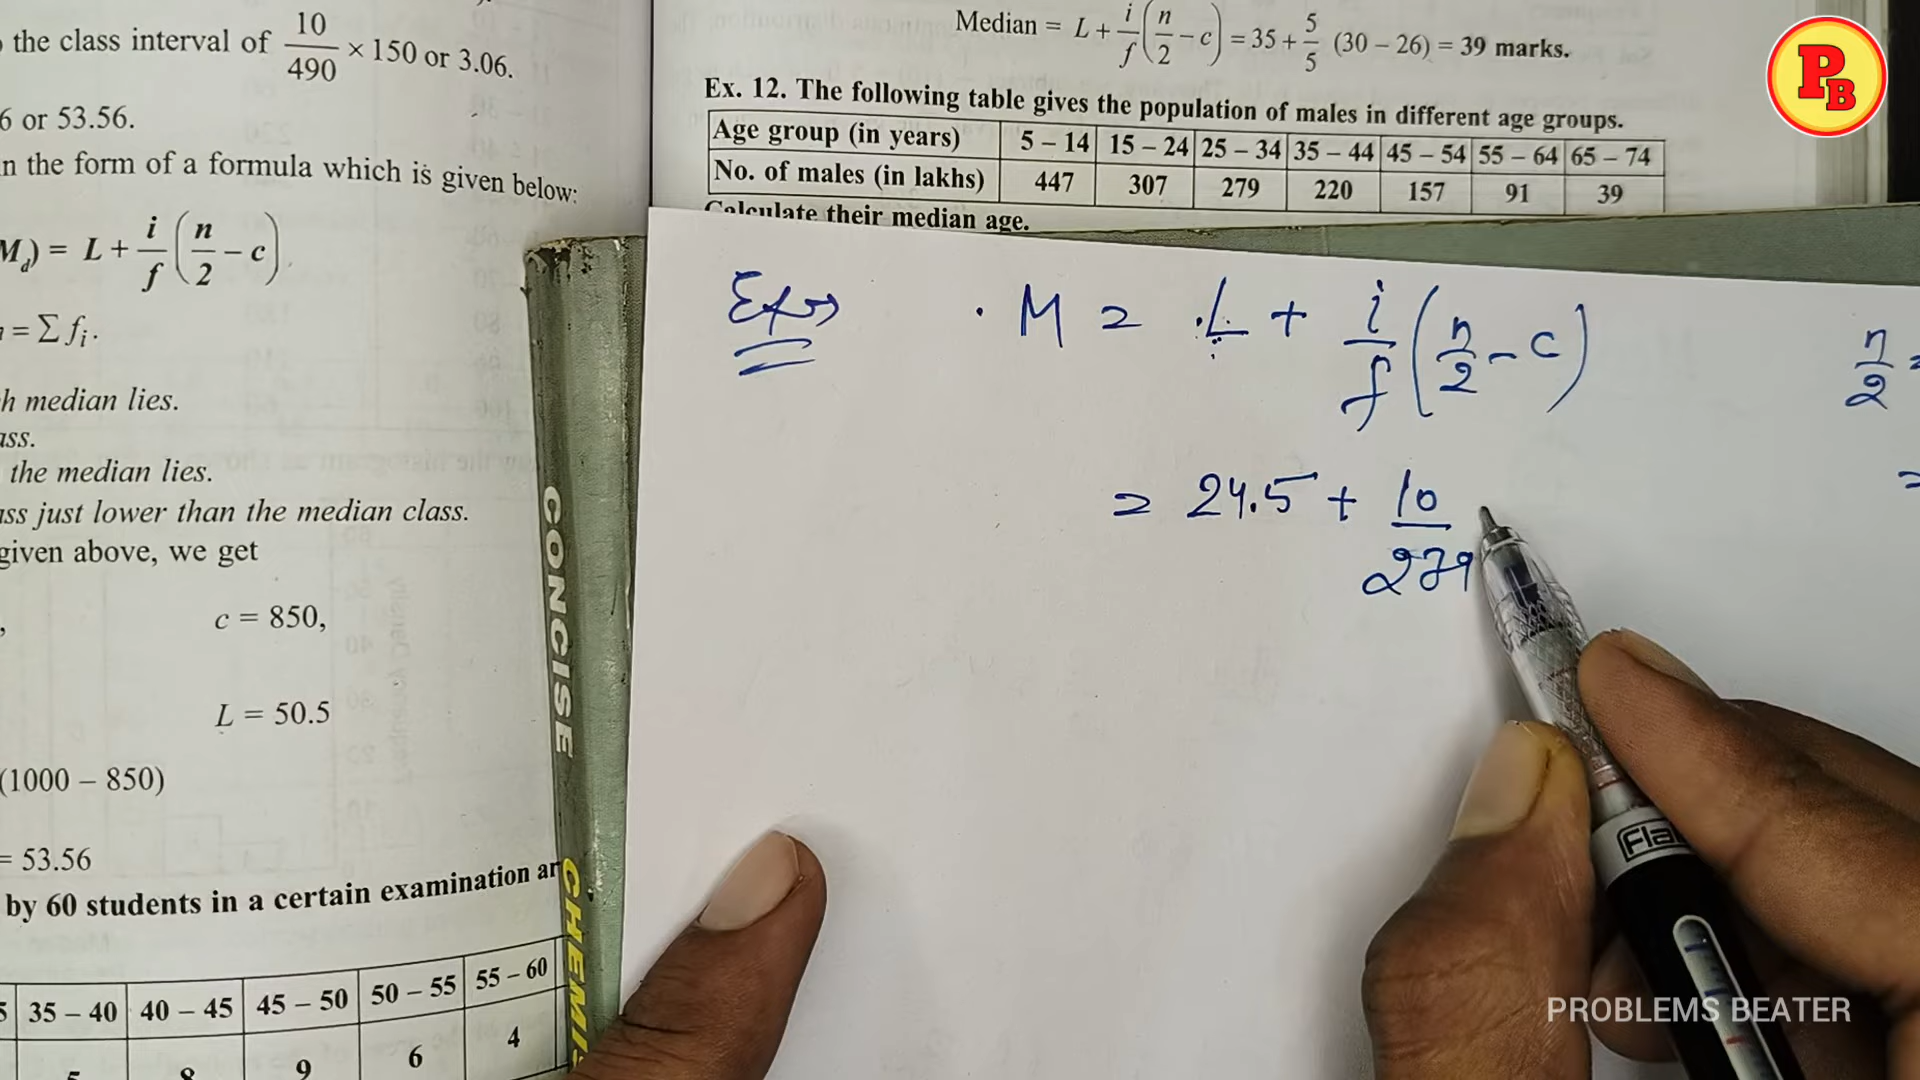 the class interval of 10/490 × 150 or 3.06.
6 or 53.56.
n the form of a formula which is given below:
M_d) = L + i/f (n/2 − c)
= Σ f_i.
h median lies.
ass.
the median lies.
ass just lower than the median class.
given above, we get
c = 850,
L = 50.5
(1000 – 850)
= 53.56
by 60 students in a certain examination ar
5 35 – 40 40 – 45 45 – 50 50 – 55 55 – 60
5 8 9 6 4
CONCISE
CHEMIS
Median = L + i/f (n/2 − c) = 35 + 5/5 (30 – 26) = 39 marks.
Ex. 12. The following table gives the population of males in different age groups.
Age group (in years) 5 – 14 15 – 24 25 – 34 35 – 44 45 – 54 55 – 64 65 – 74
No. of males (in lakhs) 447 307 279 220 157 91 39
Calculate their median age.
M = L + i/f (n/2 − c)
n/2 =
= 24.5 + 10/279
=
Flai
PB
PROBLEMS BEATER